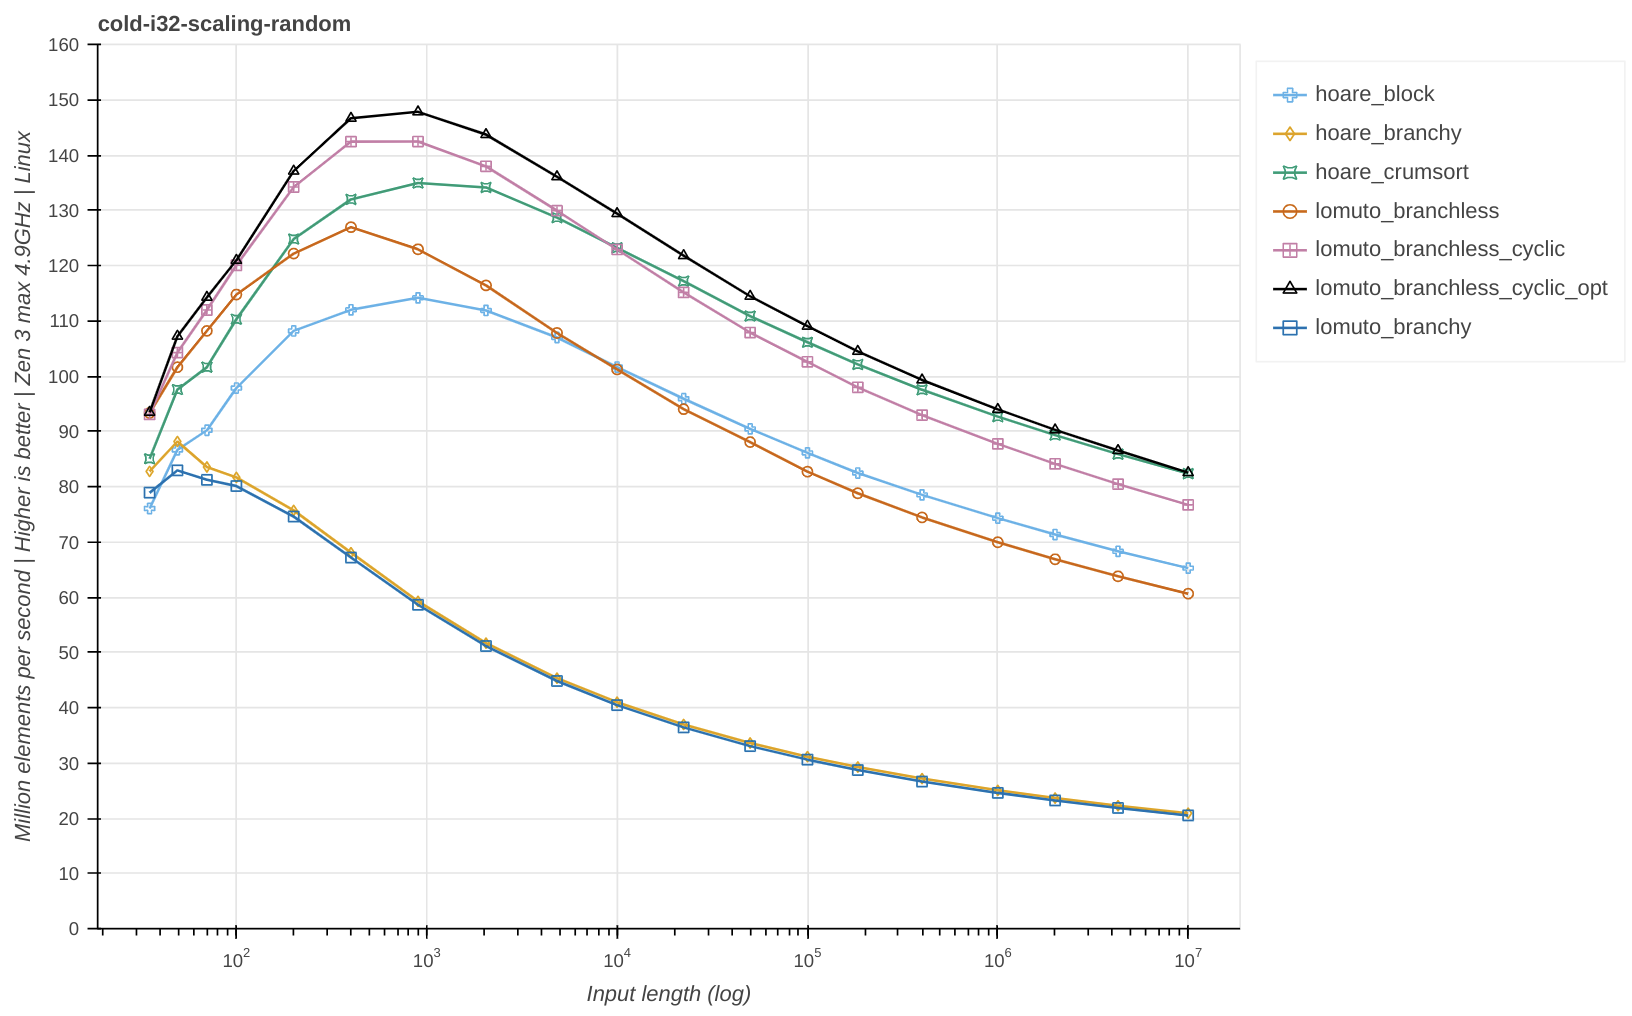 cold-i32-scaling-random
Million elements per second | Higher is better | Zen 3 max 4.9GHz | Linux
160
150
140
130
120
110
100
90
80
70
60
50
40
30
20
10
0
10²
10³
10⁴
10⁵
10⁶
10⁷
Input length (log)
hoare_block
hoare_branchy
hoare_crumsort
lomuto_branchless
lomuto_branchless_cyclic
lomuto_branchless_cyclic_opt
lomuto_branchy